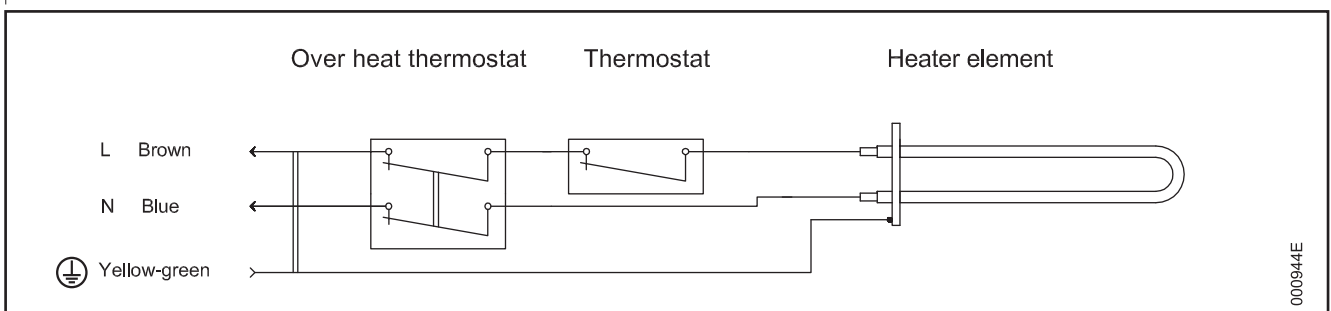 Over heat thermostat Thermostat Heater element
L Brown
N Blue
Yellow-green
000944E